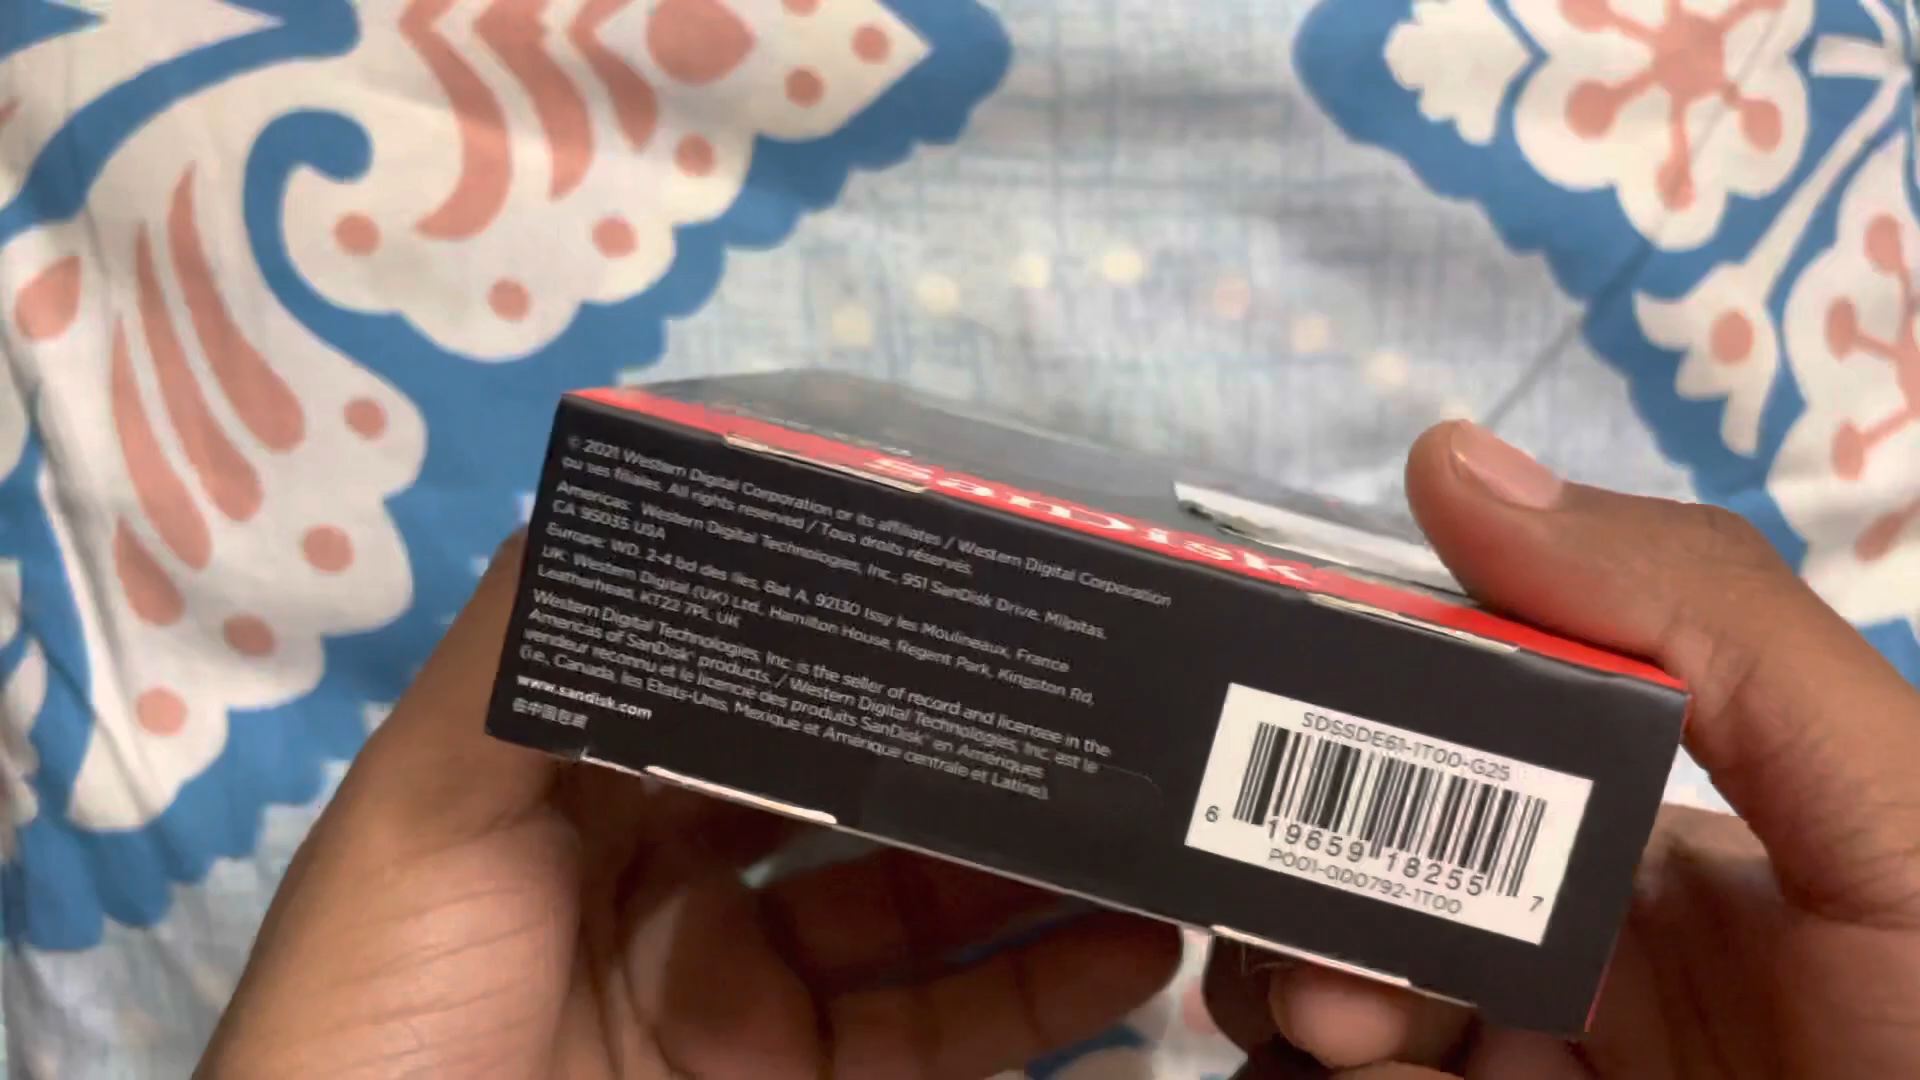 SanDisk
© 2021 Western Digital Corporation or its affiliates / Western Digital Corporation
ou ses filiales. All rights reserved / Tous droits réservés.
Americas: Western Digital Technologies, Inc., 951 SanDisk Drive, Milpitas,
CA 95035 USA
Europe: WD, 2-4 bd des Iles, Bat A, 92130 Issy les Moulineaux, France
UK: Western Digital (UK) Ltd, Hamilton House, Regent Park, Kingston Rd,
Leatherhead, KT22 7PL UK
Western Digital Technologies, Inc. is the seller of record and licensee in the
Americas of SanDisk® products. / Western Digital Technologies, Inc. est le
vendeur reconnu et le licencié des produits SanDisk® en Amériques
(i.e., Canada, les Etats-Unis, Mexique et Amérique centrale et Latine).
www.sandisk.com
在中国包装
SDSSDE61-1T00-G25
6 19659 18255 7
P001-Q00792-1T00